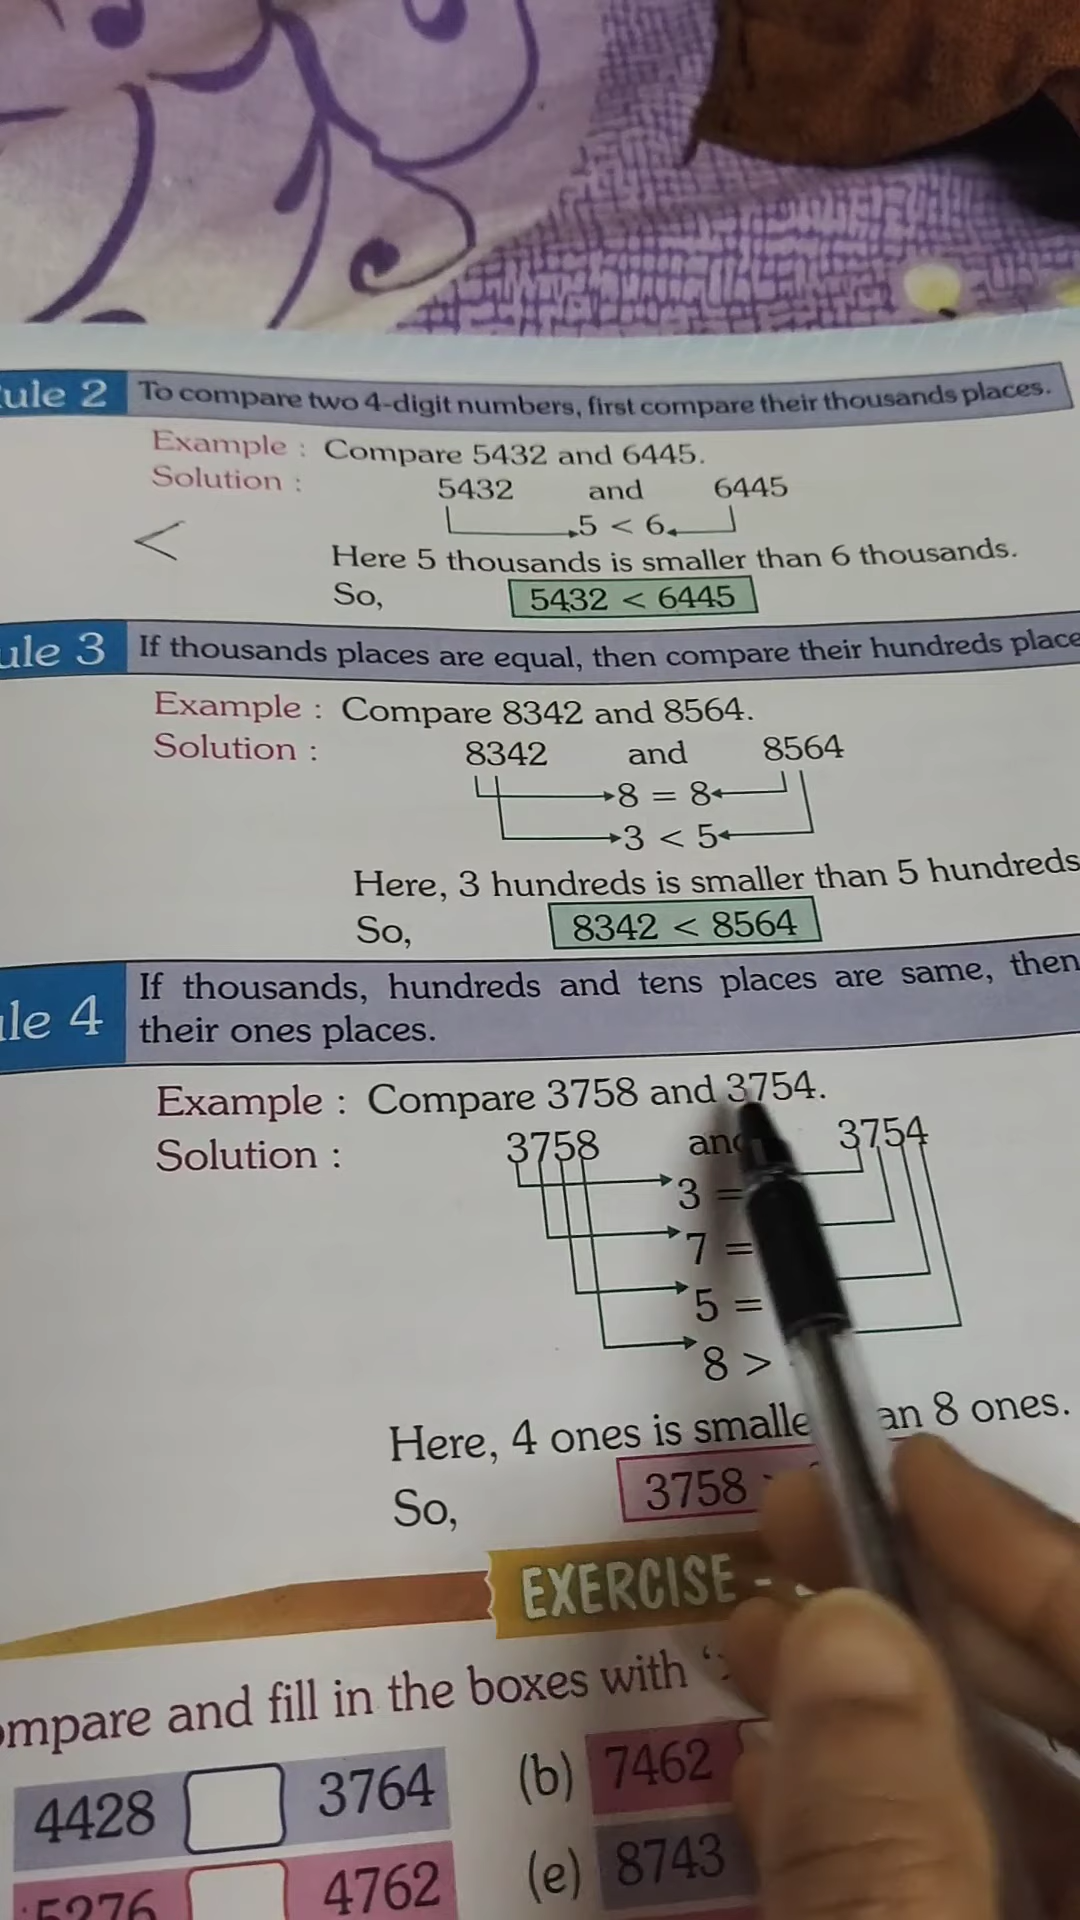 ule 2 To compare two 4-digit numbers, first compare their thousands places.
Example : Compare 5432 and 6445.
Solution :
5432 and 6445
5 < 6
<
Here 5 thousands is smaller than 6 thousands.
So, 5432 < 6445
ule 3 If thousands places are equal, then compare their hundreds place
Example : Compare 8342 and 8564.
Solution : 8342 and 8564
8 = 8
3 < 5
Here, 3 hundreds is smaller than 5 hundreds
So, 8342 < 8564
le 4 If thousands, hundreds and tens places are same, then
their ones places.
Example : Compare 3758 and 3754.
Solution : 3758 and 3754
3 =
7 =
5 =
8 >
Here, 4 ones is smalle an 8 ones.
So, 3758
EXERCISE -
ompare and fill in the boxes with '
4428 3764 (b) 7462
5276 4762 (e) 8743